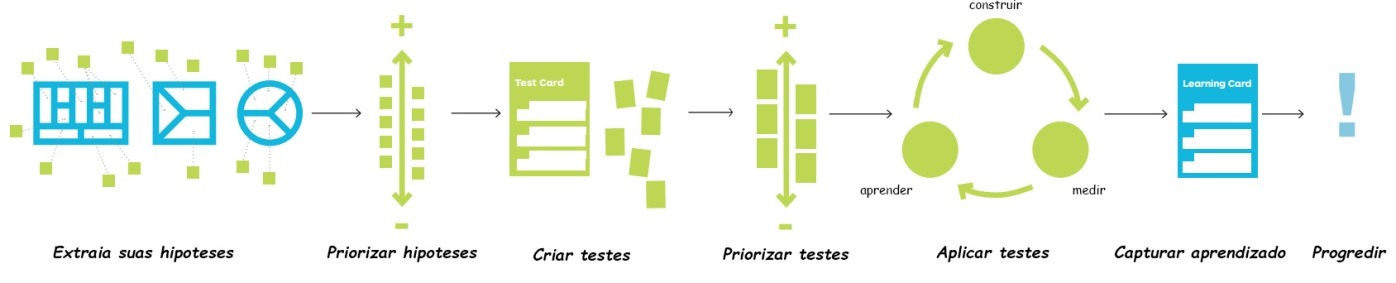 construir
+
+
Test Card
Learning Card
!
aprender
medir
-
-
Extraia suas hipoteses
Priorizar hipoteses
Criar testes
Priorizar testes
Aplicar testes
Capturar aprendizado
Progredir